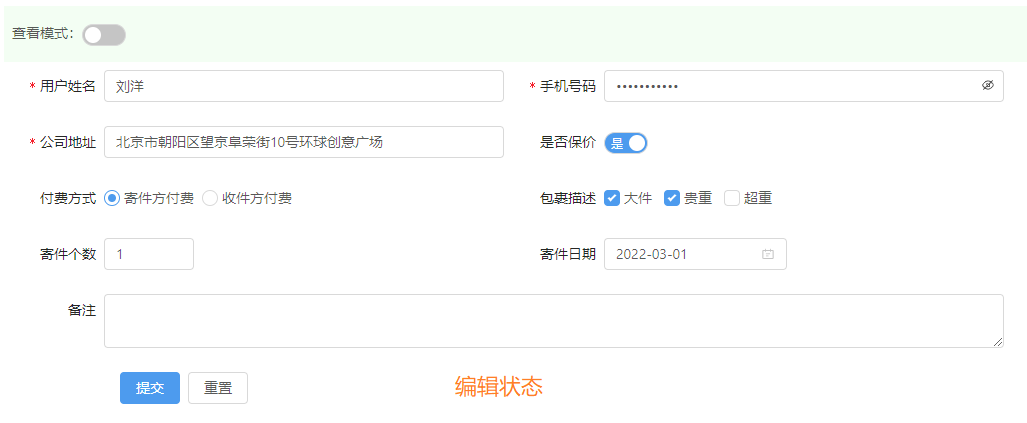 查看模式：
* 用户姓名 刘洋 * 手机号码 •••••••••••
* 公司地址 北京市朝阳区望京阜荣街10号环球创意广场 是否保价 是
付费方式 寄件方付费 收件方付费 包裹描述 大件 贵重 超重
寄件个数 1 寄件日期 2022-03-01
备注
提交 重置 编辑状态